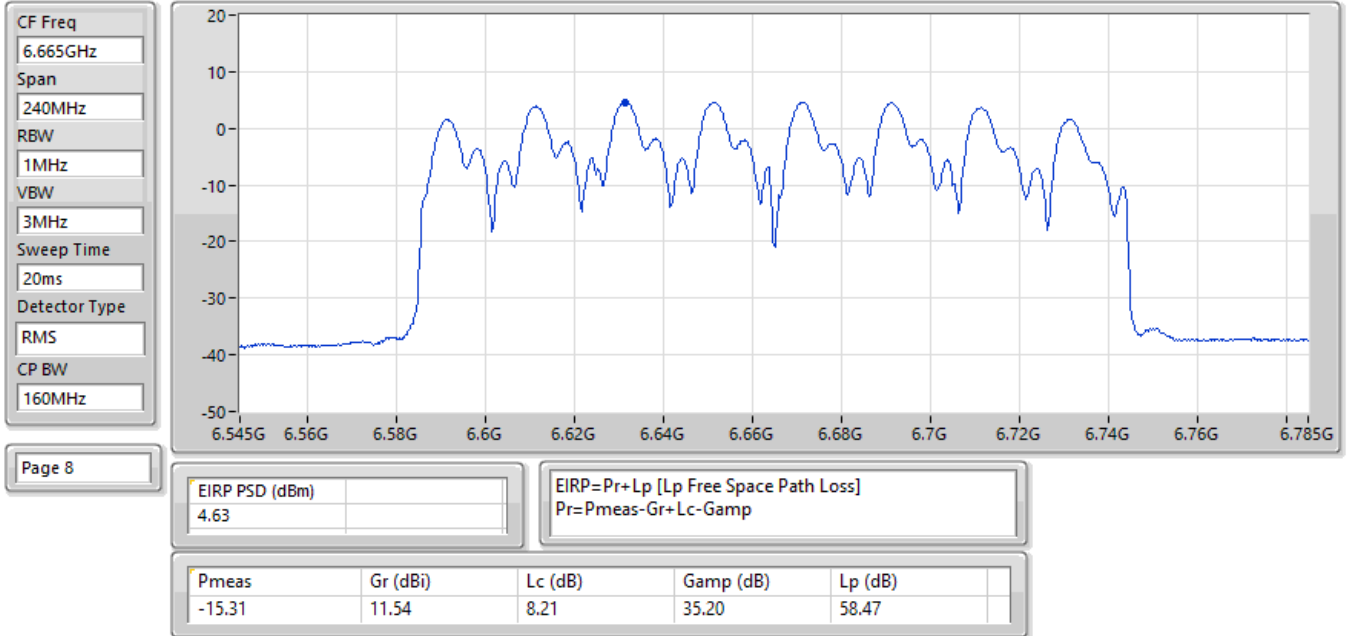 CF Freq
6.665GHz
Span
240MHz
RBW
1MHz
VBW
3MHz
Sweep Time
20ms
Detector Type
RMS
CP BW
160MHz
Page 8
20
10
0
-10
-20
-30
-40
-50
6.545G 6.56G 6.58G 6.6G 6.62G 6.64G 6.66G 6.68G 6.7G 6.72G 6.74G 6.76G 6.785G
EIRP PSD (dBm)
4.63
EIRP=Pr+Lp [Lp Free Space Path Loss]
Pr=Pmeas-Gr+Lc-Gamp
Pmeas Gr (dBi) Lc (dB) Gamp (dB) Lp (dB)
-15.31 11.54 8.21 35.20 58.47